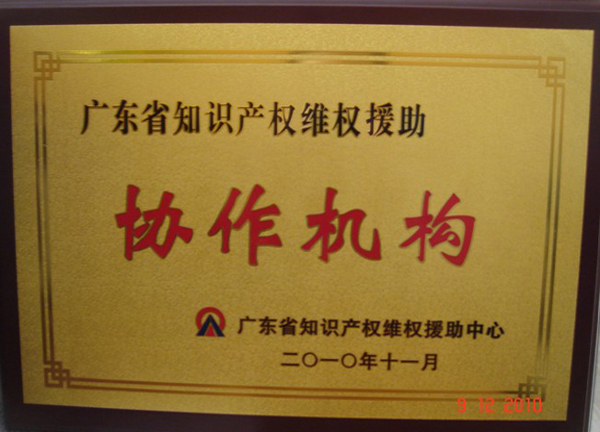 广东省知识产权维权援助
协作机构
广东省知识产权维权援助中心
二〇一〇年十一月
9 12 2010